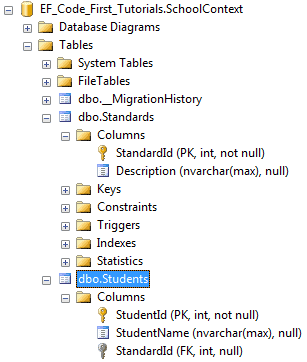 EF_Code_First_Tutorials.SchoolContext
Database Diagrams
Tables
System Tables
FileTables
dbo.__MigrationHistory
dbo.Standards
Columns
StandardId (PK, int, not null)
Description (nvarchar(max), null)
Keys
Constraints
Triggers
Indexes
Statistics
dbo.Students
Columns
StudentId (PK, int, not null)
StudentName (nvarchar(max), null)
StandardId (FK, int, null)